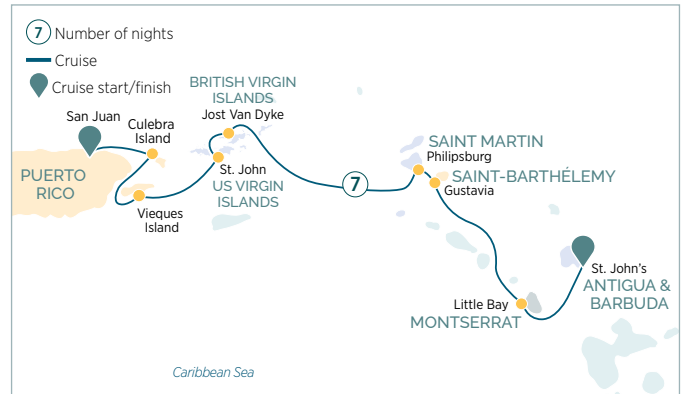 7 Number of nights
Cruise
Cruise start/finish
BRITISH VIRGIN
ISLANDS
Jost Van Dyke
San Juan
Culebra
Island
PUERTO
RICO
Vieques
Island
St. John
US VIRGIN
ISLANDS
7
SAINT MARTIN
Philipsburg
SAINT-BARTHÉLEMY
Gustavia
St. John's
ANTIGUA &
BARBUDA
Little Bay
MONTSERRAT
Caribbean Sea